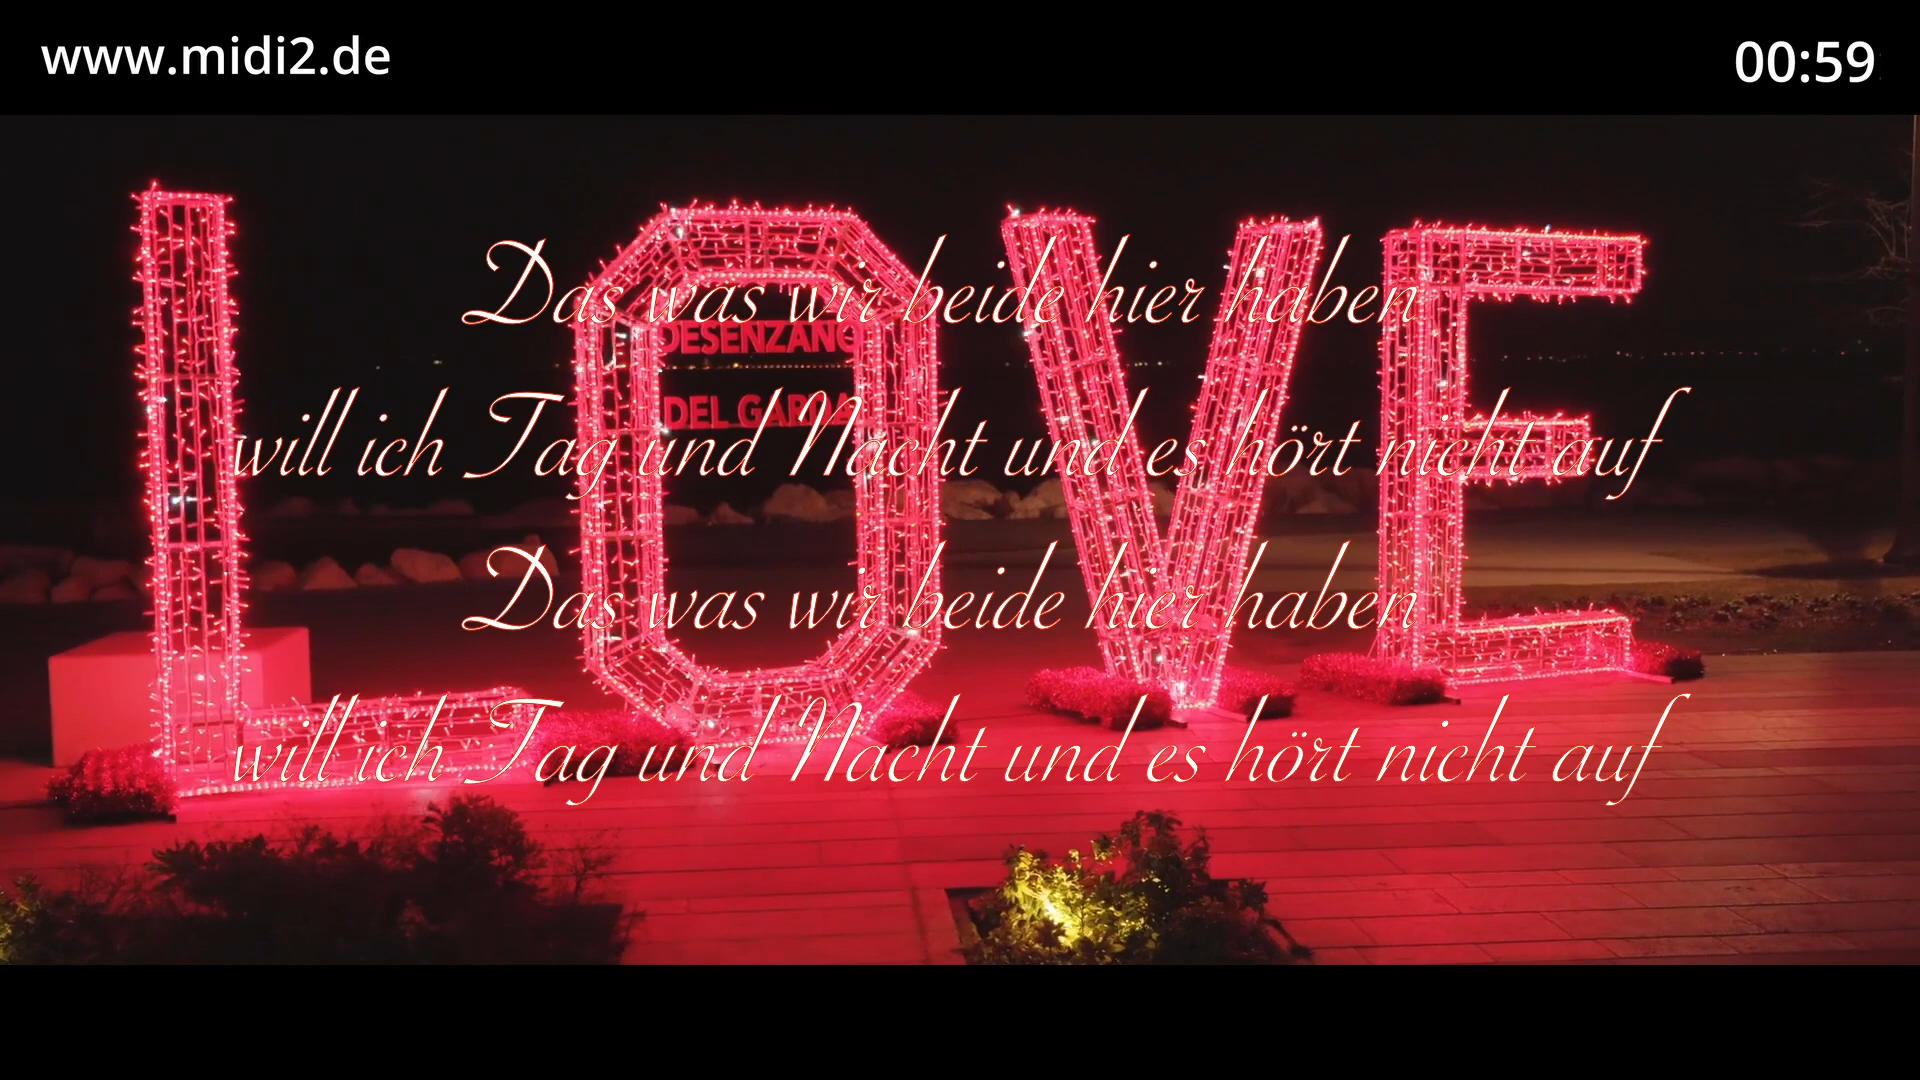 www.midi2.de
00:59
LOVE
Das was wir beide hier haben
DESENZANO
will ich Tag und Nacht und es hört nicht auf
DEL GARDA
Das was wir beide hier haben
will ich Tag und Nacht und es hört nicht auf